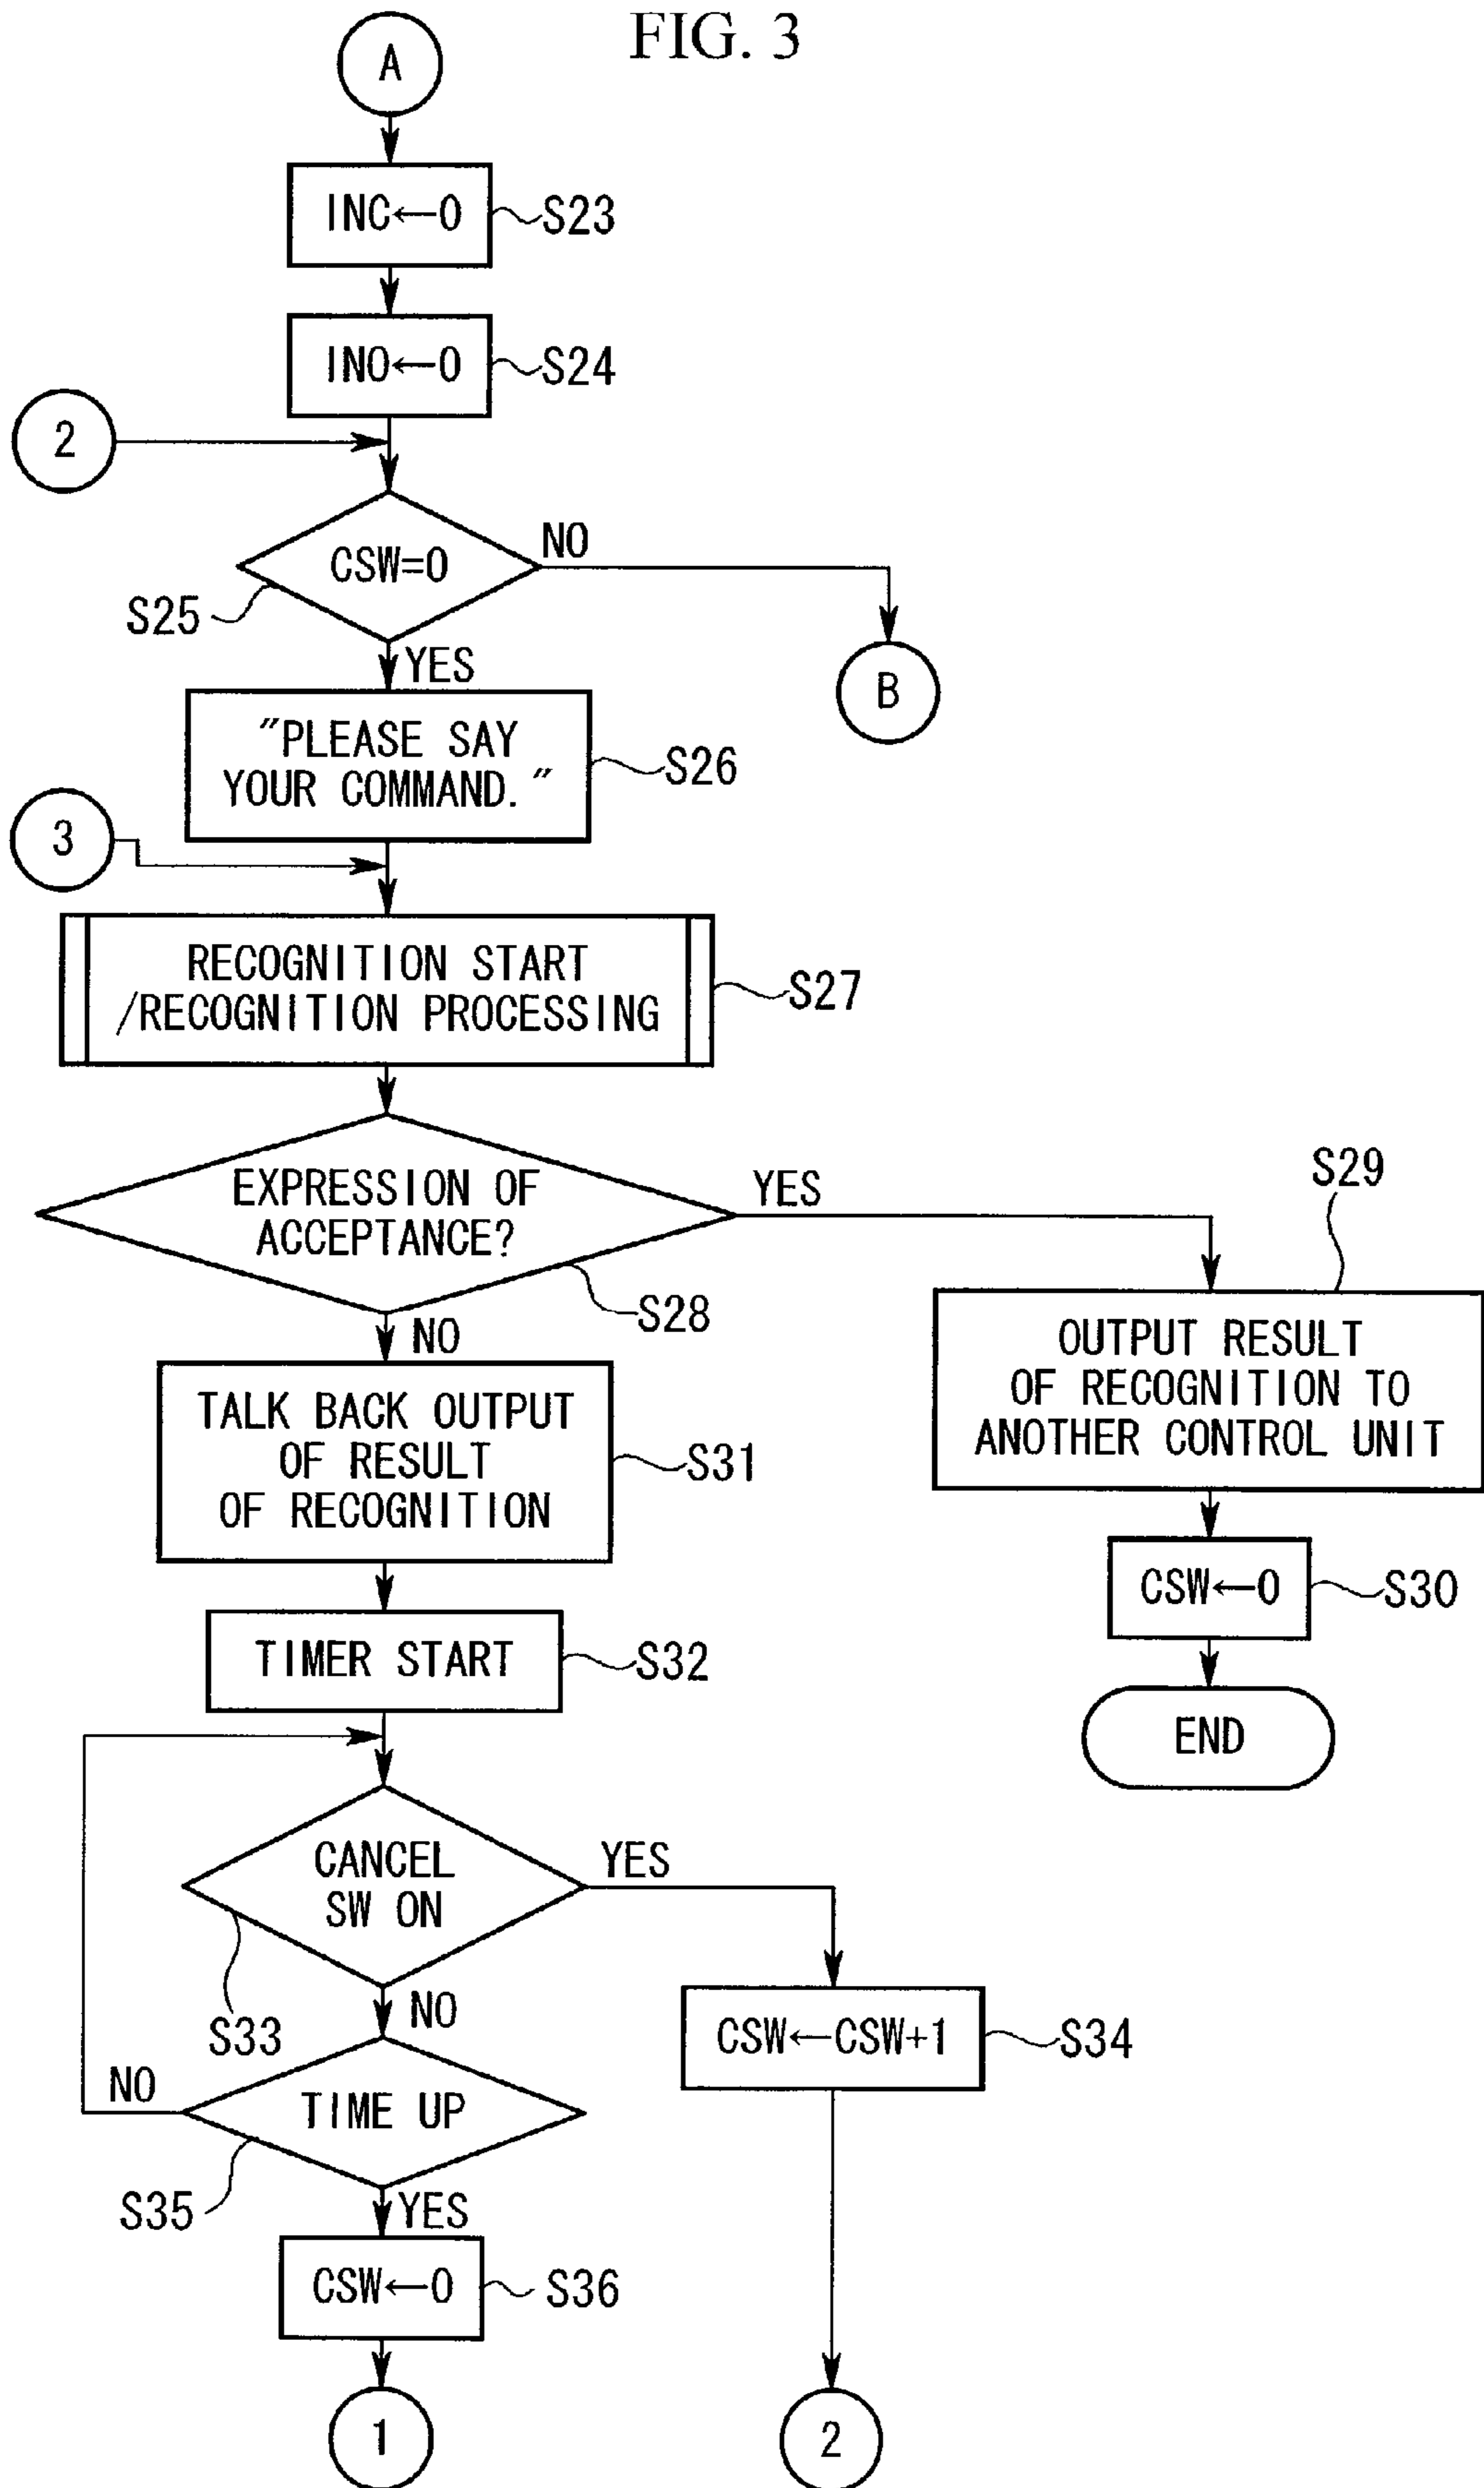 FIG. 3
A
INC←0
S23
INO←0
S24
2
CSW=0
NO
S25
YES
B
"PLEASE SAY
YOUR COMMAND."
S26
3
RECOGNITION START
/RECOGNITION PROCESSING
S27
EXPRESSION OF
ACCEPTANCE?
YES
S28
NO
S29
OUTPUT RESULT
OF RECOGNITION TO
ANOTHER CONTROL UNIT
TALK BACK OUTPUT
OF RESULT
OF RECOGNITION
S31
CSW←0
S30
TIMER START
S32
END
CANCEL
SW ON
YES
S33
NO
CSW←CSW+1
S34
NO
TIME UP
S35
YES
CSW←0
S36
1
2